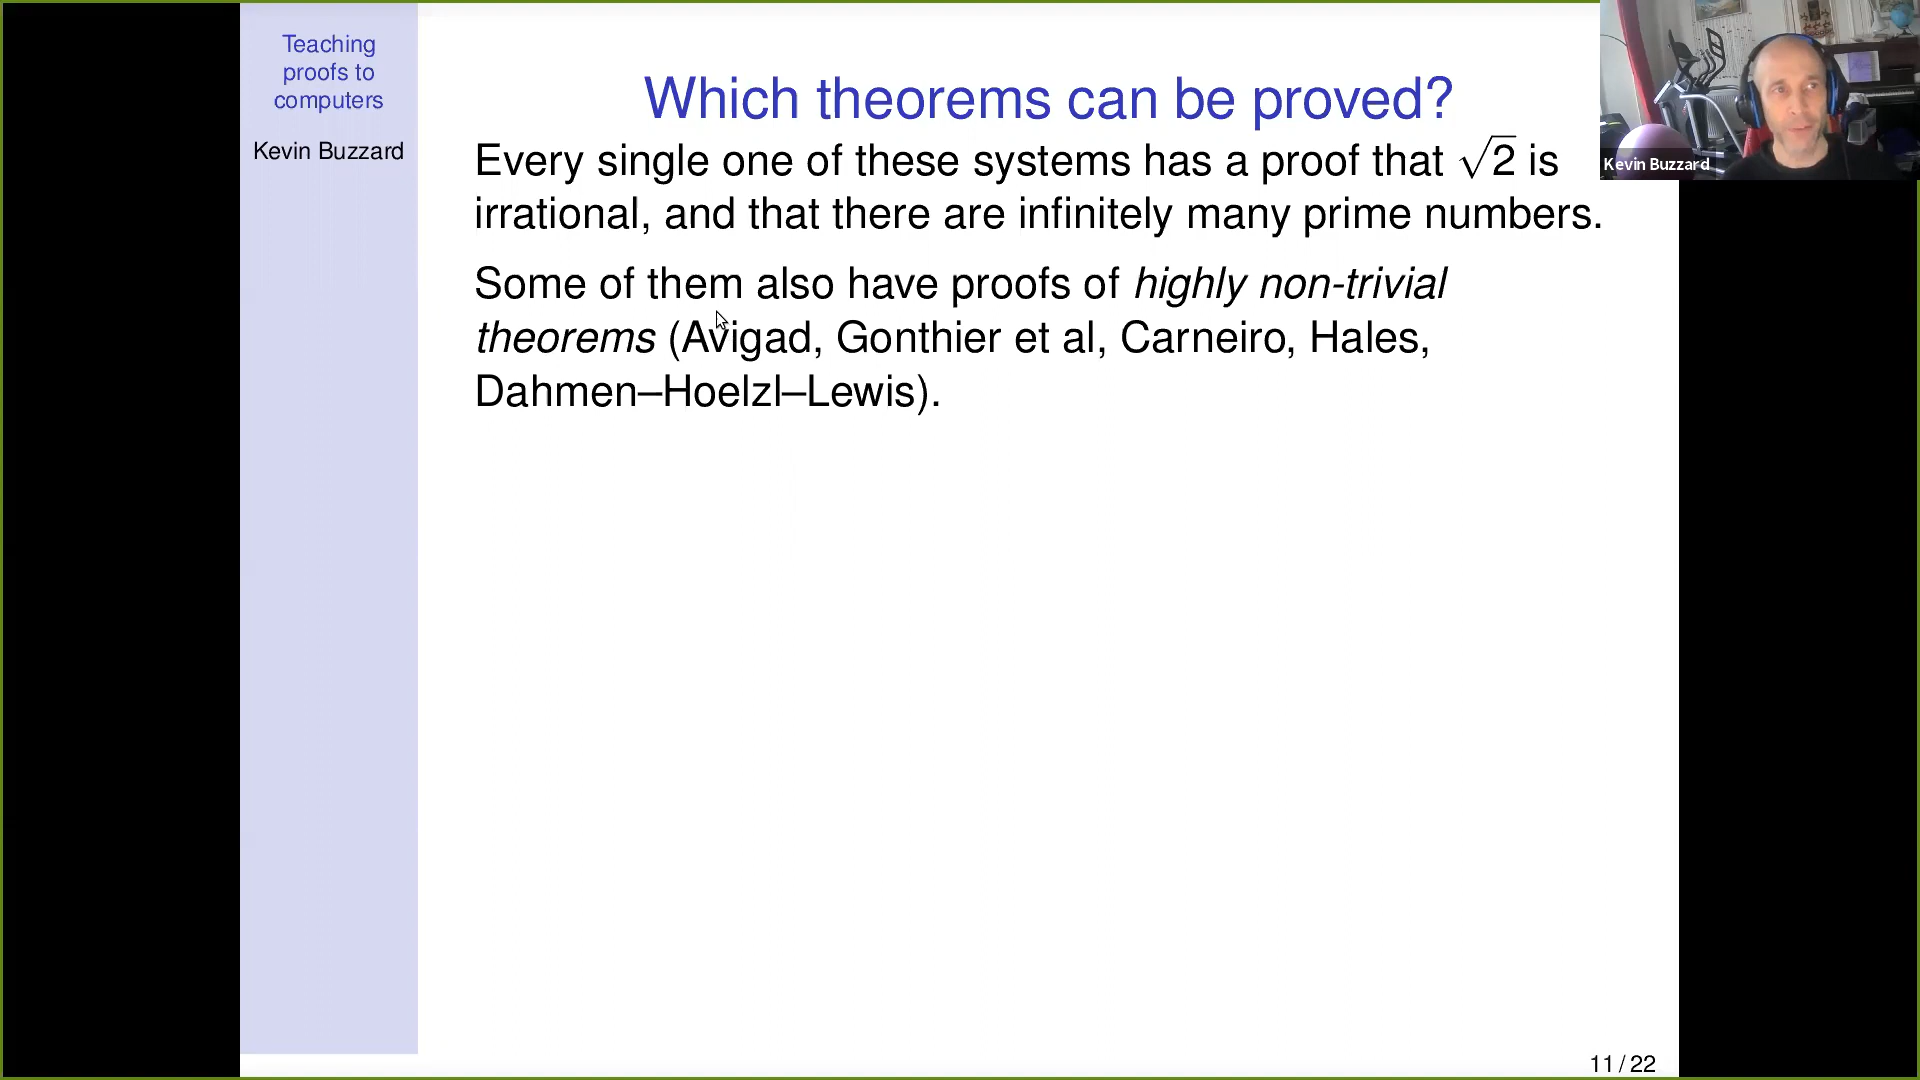 Teaching
proofs to
computers
Kevin Buzzard
Which theorems can be proved?
Every single one of these systems has a proof that √2 is
irrational, and that there are infinitely many prime numbers.
Some of them also have proofs of highly non-trivial
theorems (Avigad, Gonthier et al, Carneiro, Hales,
Dahmen–Hoelzl–Lewis).
Kevin Buzzard
11 / 22